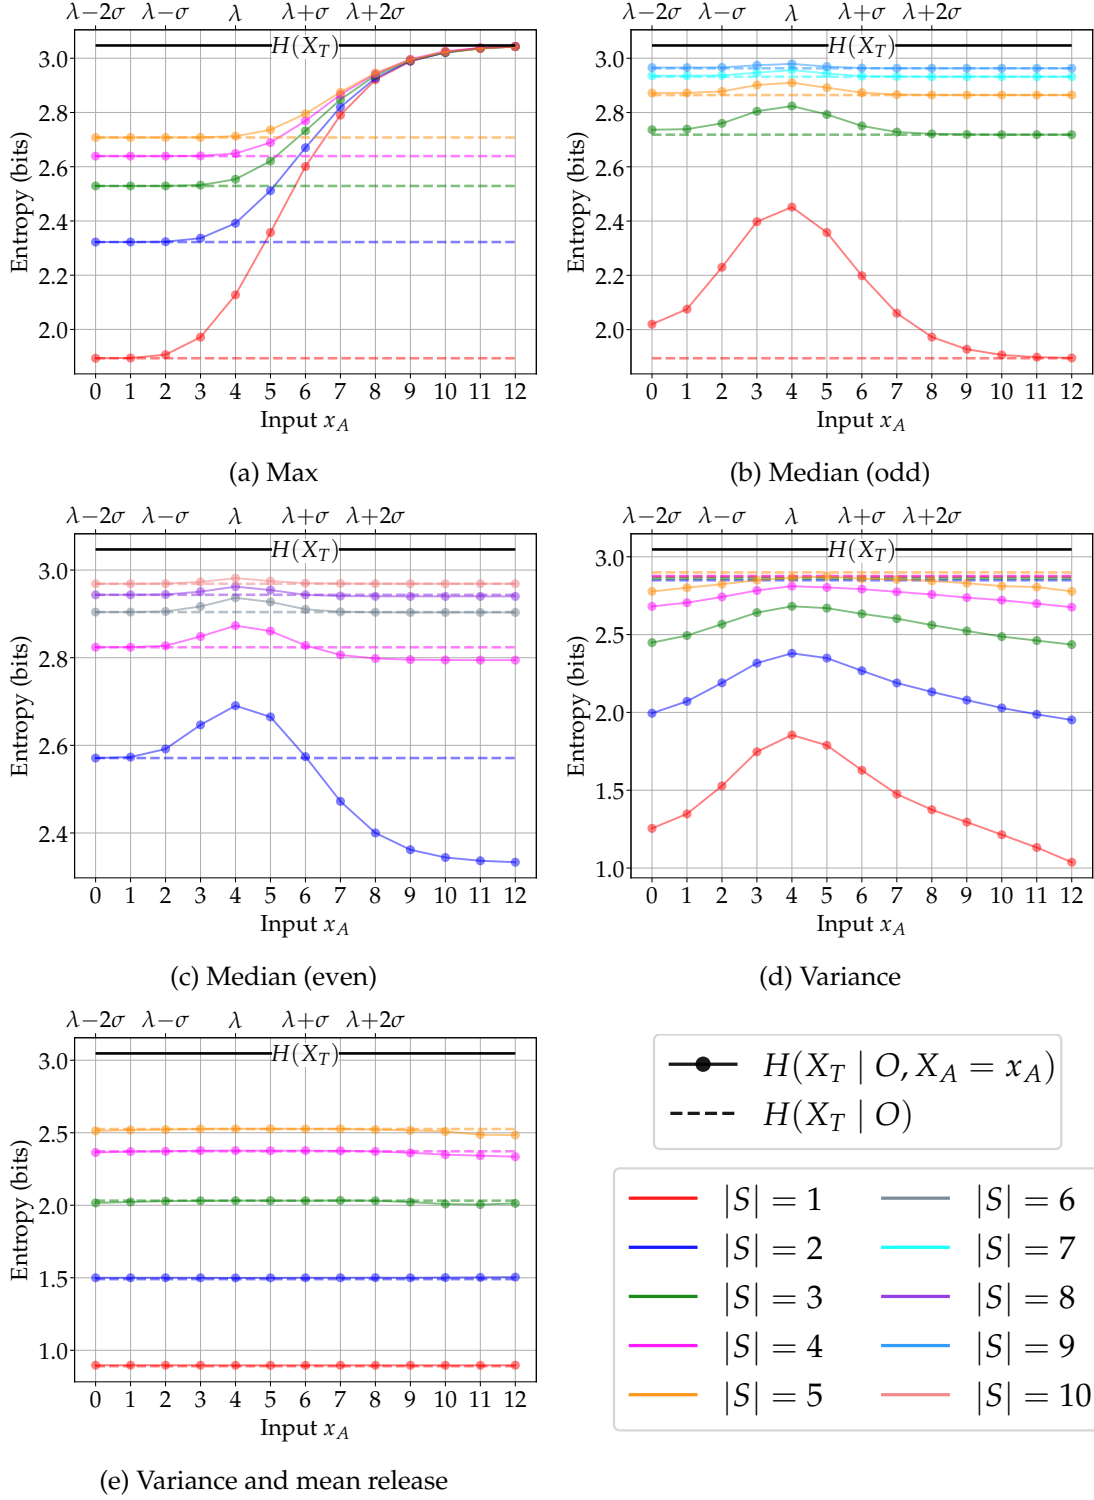 λ−2σ λ−σ λ λ+σ λ+2σ
H(X_T)
Entropy (bits)
3.0
2.8
2.6
2.4
2.2
2.0
0 1 2 3 4 5 6 7 8 9 10 11 12
Input x_A
(a) Max
λ−2σ λ−σ λ λ+σ λ+2σ
H(X_T)
Entropy (bits)
3.0
2.8
2.6
2.4
2.2
2.0
0 1 2 3 4 5 6 7 8 9 10 11 12
Input x_A
(b) Median (odd)
λ−2σ λ−σ λ λ+σ λ+2σ
H(X_T)
Entropy (bits)
3.0
2.8
2.6
2.4
0 1 2 3 4 5 6 7 8 9 10 11 12
Input x_A
(c) Median (even)
λ−2σ λ−σ λ λ+σ λ+2σ
H(X_T)
Entropy (bits)
3.0
2.5
2.0
1.5
1.0
0 1 2 3 4 5 6 7 8 9 10 11 12
Input x_A
(d) Variance
λ−2σ λ−σ λ λ+σ λ+2σ
H(X_T)
Entropy (bits)
3.0
2.5
2.0
1.5
1.0
0 1 2 3 4 5 6 7 8 9 10 11 12
Input x_A
(e) Variance and mean release
H(X_T | O, X_A = x_A)
H(X_T | O)
|S| = 1
|S| = 2
|S| = 3
|S| = 4
|S| = 5
|S| = 6
|S| = 7
|S| = 8
|S| = 9
|S| = 10